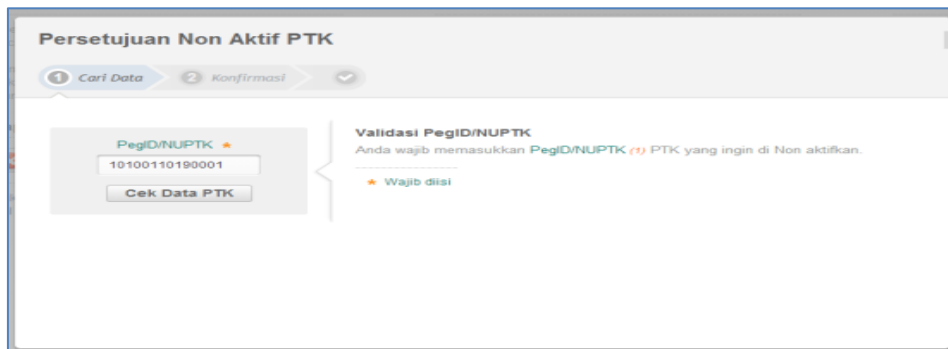 Persetujuan Non Aktif PTK
1 Cari Data 2 Konfirmasi
PegID/NUPTK *
10100110190001
Cek Data PTK
Validasi PegID/NUPTK
Anda wajib memasukkan PegID/NUPTK (1) PTK yang ingin di Non aktifkan.
* Wajib diisi